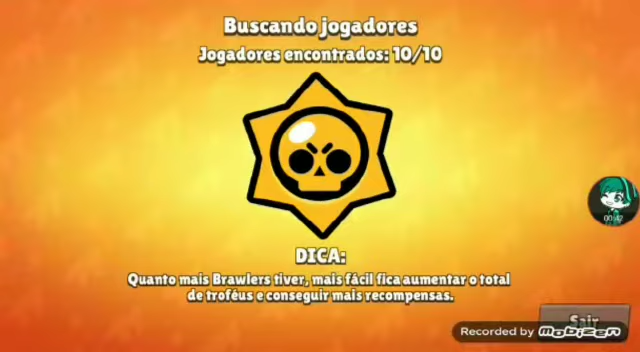 Buscando jogadores
Jogadores encontrados: 10/10
DICA:
Quanto mais Brawlers tiver, mais fácil fica aumentar o total
de troféus e conseguir mais recompensas.
00:42
Sair
Recorded by mobizen